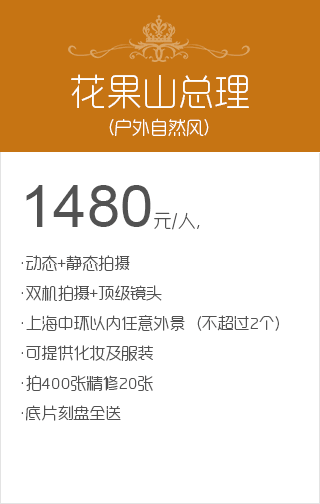 花果山总理
(户外自然风)
1480元/人,
·动态+静态拍摄
·双机拍摄+顶级镜头
·上海中环以内任意外景（不超过2个）
·可提供化妆及服装
·拍400张精修20张
·底片刻盘全送